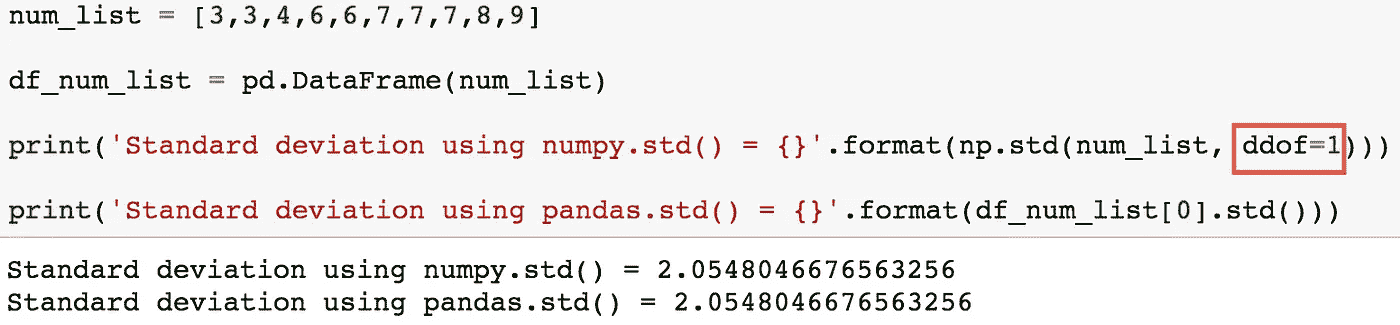 num_list = [3,3,4,6,6,7,7,7,8,9]
df_num_list = pd.DataFrame(num_list)
print('Standard deviation using numpy.std() = {}'.format(np.std(num_list, ddof=1)))
print('Standard deviation using pandas.std() = {}'.format(df_num_list[0].std()))
Standard deviation using numpy.std() = 2.0548046676563256
Standard deviation using pandas.std() = 2.0548046676563256